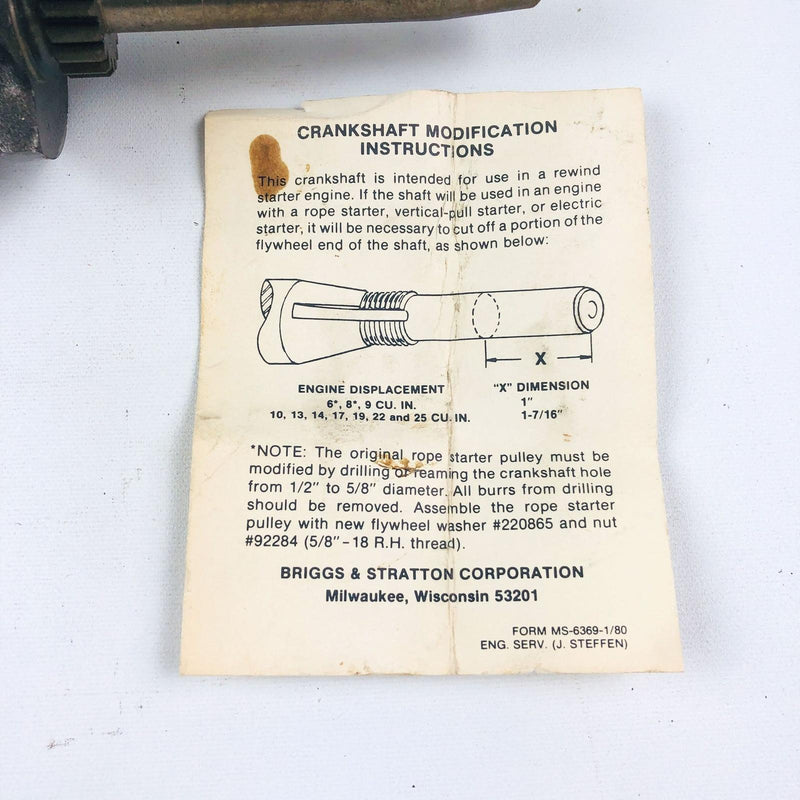 CRANKSHAFT MODIFICATION
INSTRUCTIONS
This crankshaft is intended for use in a rewind
starter engine. If the shaft will be used in an engine
with a rope starter, vertical-pull starter, or electric
starter, it will be necessary to cut off a portion of the
flywheel end of the shaft, as shown below:
X
ENGINE DISPLACEMENT "X" DIMENSION
6*, 8*, 9 CU. IN. 1"
10, 13, 14, 17, 19, 22 and 25 CU. IN. 1-7/16"
*NOTE: The original rope starter pulley must be
modified by drilling or reaming the crankshaft hole
from 1/2" to 5/8" diameter. All burrs from drilling
should be removed. Assemble the rope starter
pulley with new flywheel washer #220865 and nut
#92284 (5/8"-18 R.H. thread).
BRIGGS & STRATTON CORPORATION
Milwaukee, Wisconsin 53201
FORM MS-6369-1/80
ENG. SERV. (J. STEFFEN)